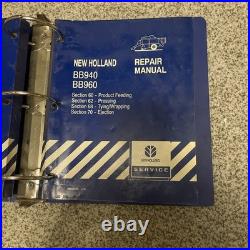 NEW HOLLAND
BB940
BB960
REPAIR
MANUAL
Section 60 - Product Feeding
Section 62 - Pressing
Section 68 - Tying/Wrapping
Section 70 - Ejection
NEW HOLLAND
SERVICE